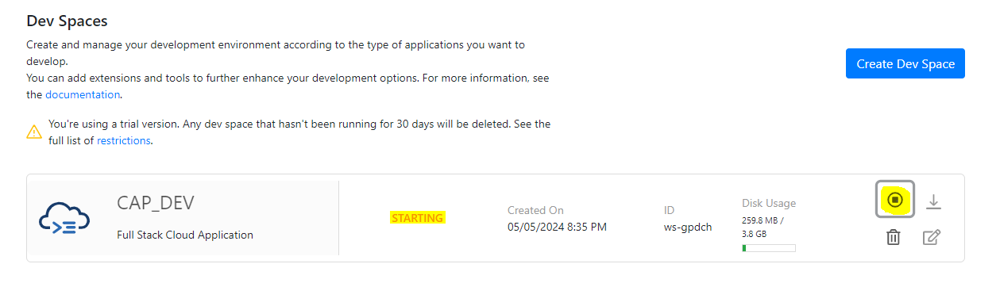 Dev Spaces
Create and manage your development environment according to the type of applications you want to
develop.
You can add extensions and tools to further enhance your development options. For more information, see
the documentation.
Create Dev Space
You're using a trial version. Any dev space that hasn't been running for 30 days will be deleted. See the
full list of restrictions.
CAP_DEV
Full Stack Cloud Application
STARTING
Created On
05/05/2024 8:35 PM
ID
ws-gpdch
Disk Usage
259.8 MB /
3.8 GB